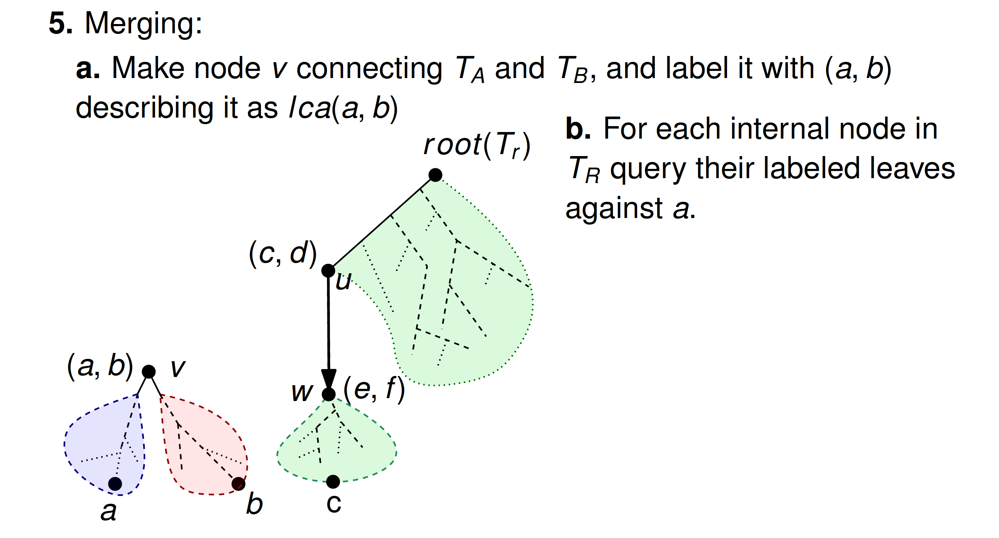 5. Merging:
a. Make node v connecting T_A and T_B, and label it with (a, b)
describing it as lca(a, b)
b. For each internal node in
T_R query their labeled leaves
against a.
root(T_r)
(c, d)
u
(a, b) v
w (e, f)
a
b
c